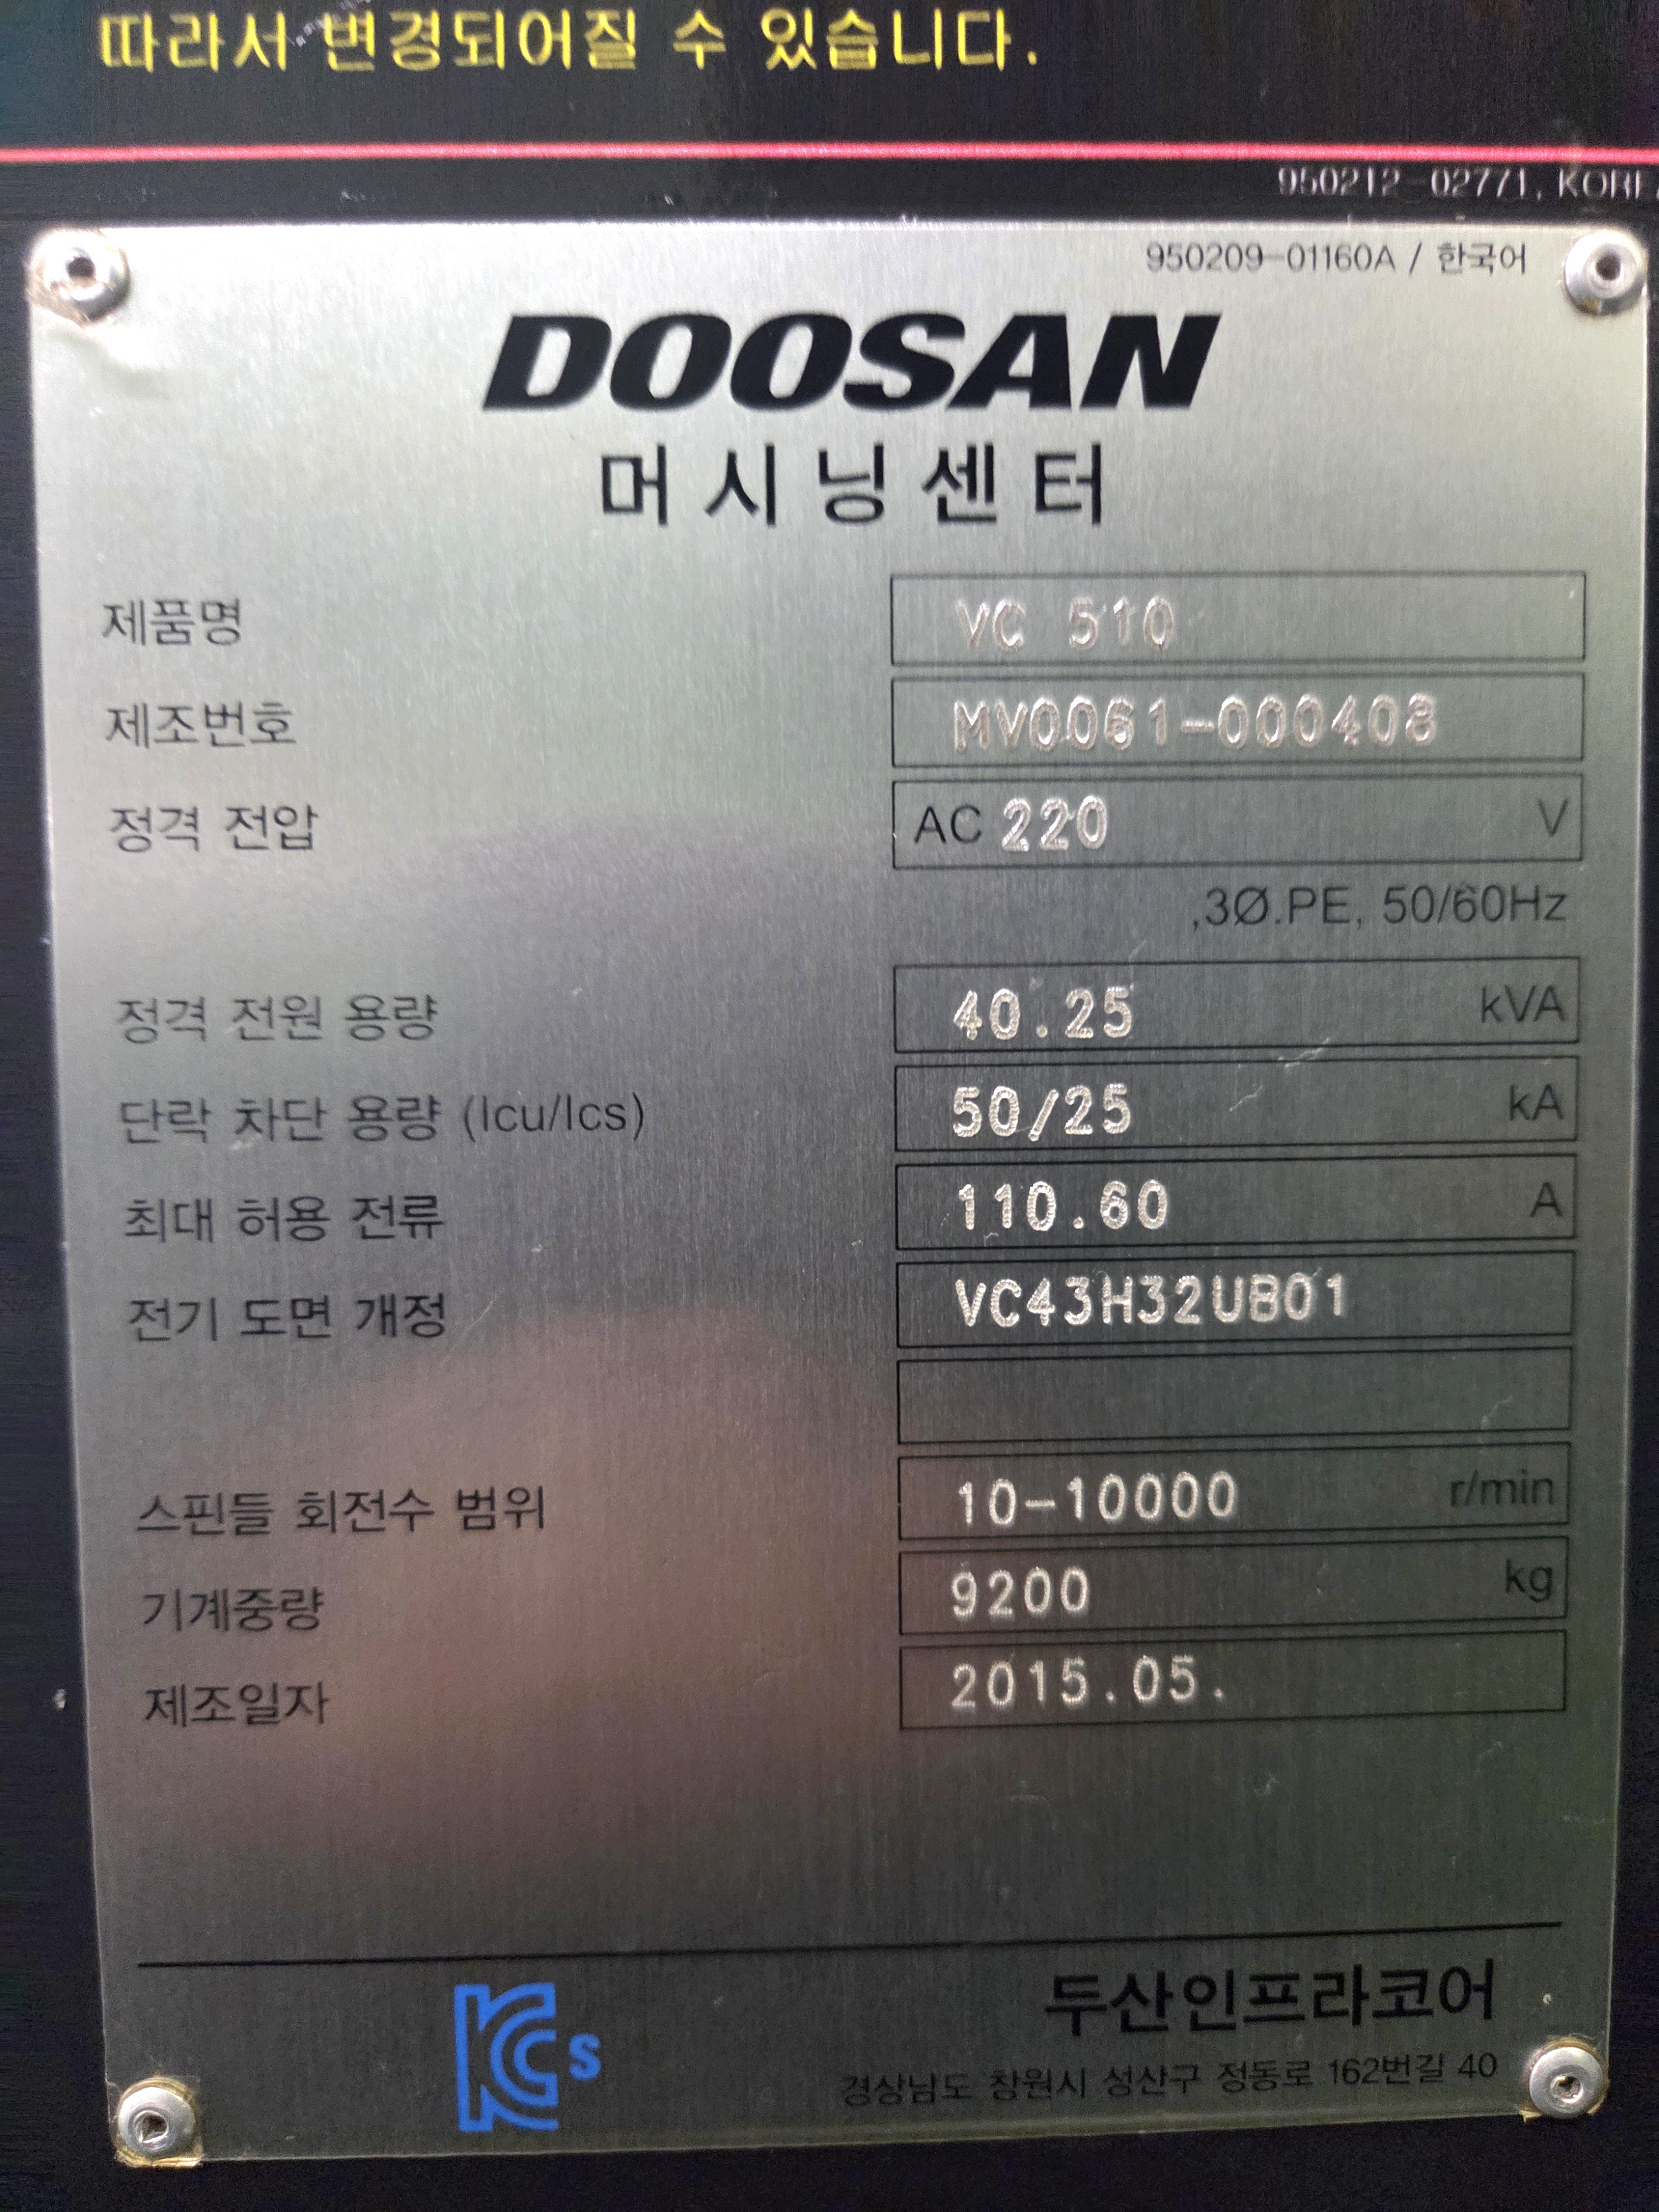 따라서 변경되어질 수 있습니다.
950212-02771, KOREA
950209-01160A / 한국어
DOOSAN
머시닝센터
제품명 VC 510
제조번호 MV0061-000408
정격 전압 AC 220 V
,3Ø.PE, 50/60Hz
정격 전원 용량 40.25 kVA
단락 차단 용량 (Icu/Ics) 50/25 kA
최대 허용 전류 110.60 A
전기 도면 개정 VC43H32UB01
스핀들 회전수 범위 10-10000 r/min
기계중량 9200 kg
제조일자 2015.05.
두산인프라코어
KCs
경상남도 창원시 성산구 정동로 162번길 40